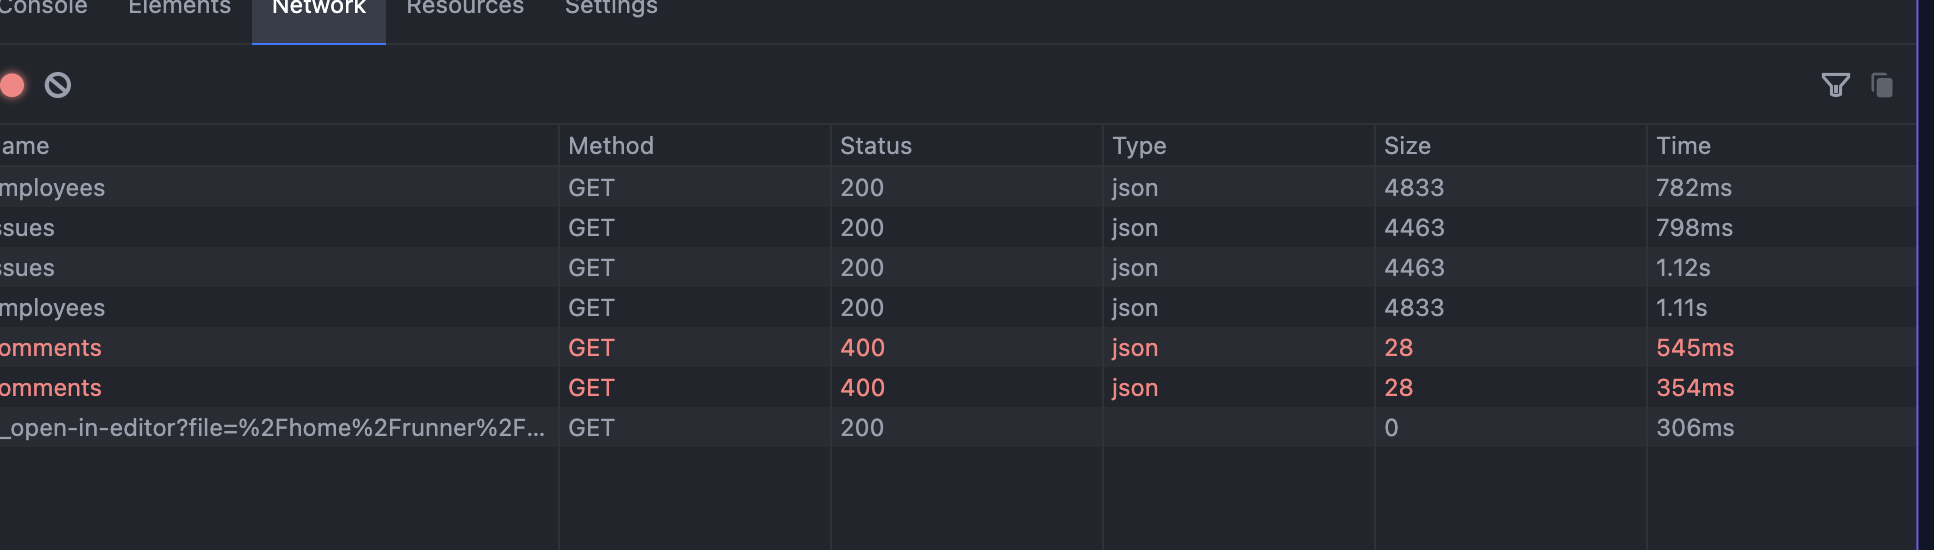 Console Elements Network Resources Settings
ame Method Status Type Size Time
mployees GET 200 json 4833 782ms
ssues GET 200 json 4463 798ms
ssues GET 200 json 4463 1.12s
mployees GET 200 json 4833 1.11s
omments GET 400 json 28 545ms
omments GET 400 json 28 354ms
_open-in-editor?file=%2Fhome%2Frunner%2F... GET 200 0 306ms